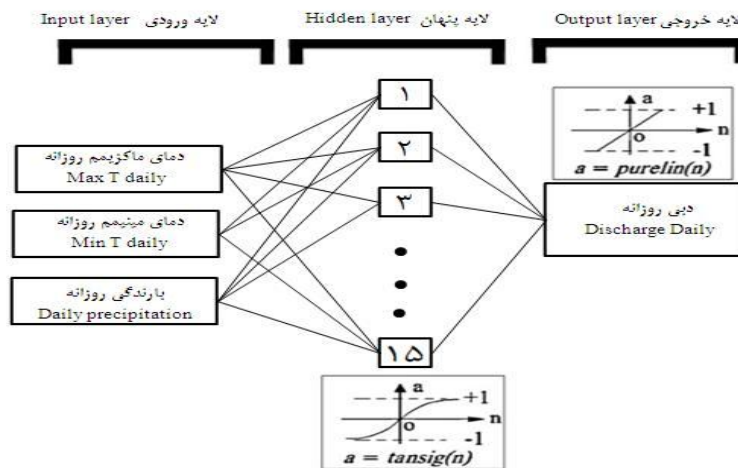 Input layer لایه ورودی
Hidden layer لایه پنهان
Output layer لایه خروجی
دمای ماکزیمم روزانه
Max T daily
دمای مینیمم روزانه
Min T daily
بارندگی روزانه
Daily precipitation
۱
۲
۳
۱۵
a
+1
n
o
-1
a = tansig(n)
a
+1
n
o
-1
a = purelin(n)
دبی روزانه
Discharge Daily